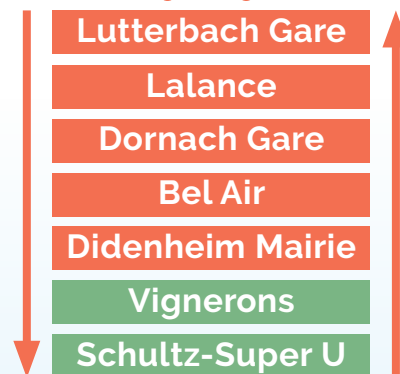 Lutterbach Gare
Lalance
Dornach Gare
Bel Air
Didenheim Mairie
Vignerons
Schultz-Super U